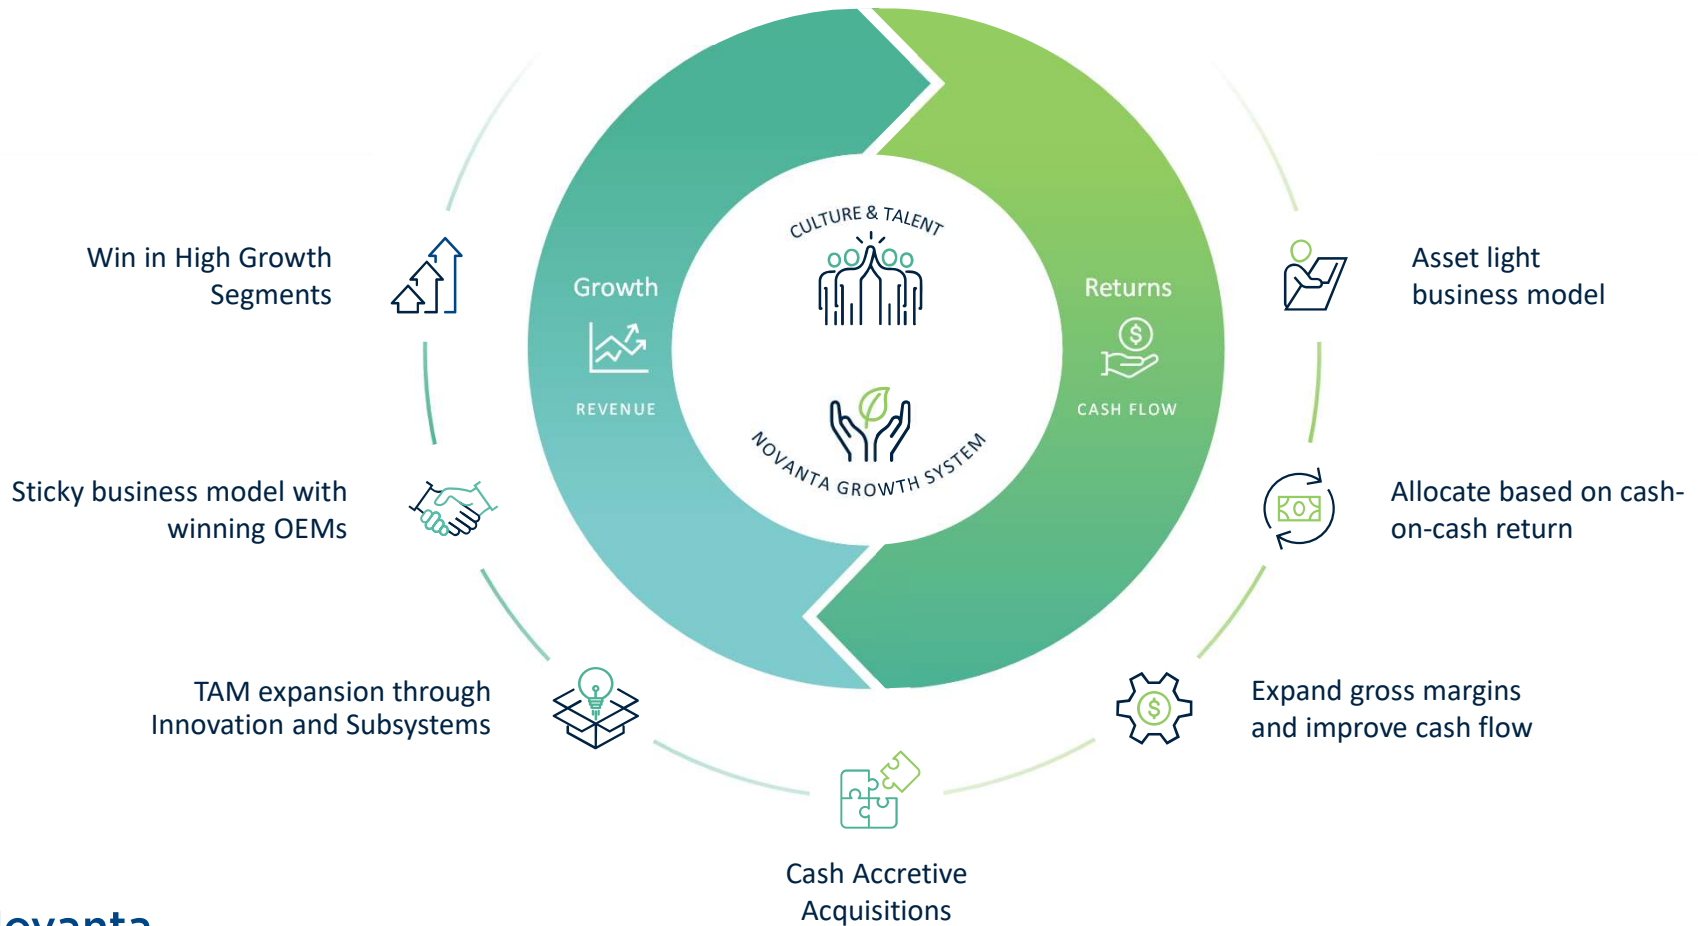 CULTURE & TALENT
Growth
REVENUE
Returns
CASH FLOW
NOVANTA GROWTH SYSTEM
Win in High Growth
Segments
Sticky business model with
winning OEMs
TAM expansion through
Innovation and Subsystems
Cash Accretive
Acquisitions
Asset light
business model
Allocate based on cash-
on-cash return
Expand gross margins
and improve cash flow